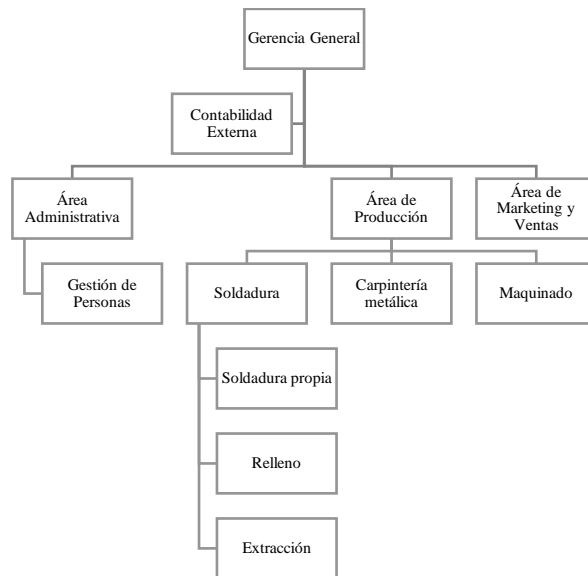 Gerencia General
Contabilidad
Externa
Área
Administrativa
Área de
Producción
Área de
Marketing y
Ventas
Gestión de
Personas
Soldadura
Carpintería
metálica
Maquinado
Soldadura propia
Relleno
Extracción